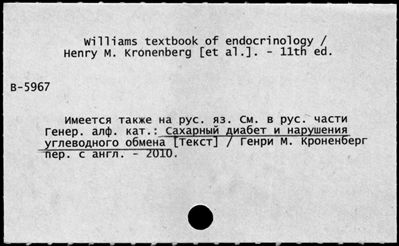 Williams textbook of endocrinology /
Henry M. Kronenberg [et al.]. - 11th ed.
B-5967
Имеется также на рус. яз. См. в рус. части
Генер. алф. кат.: Сахарный диабет и нарушения
углеводного обмена [Текст] / Генри М. Кроненберг
пер. с англ. - 2010.